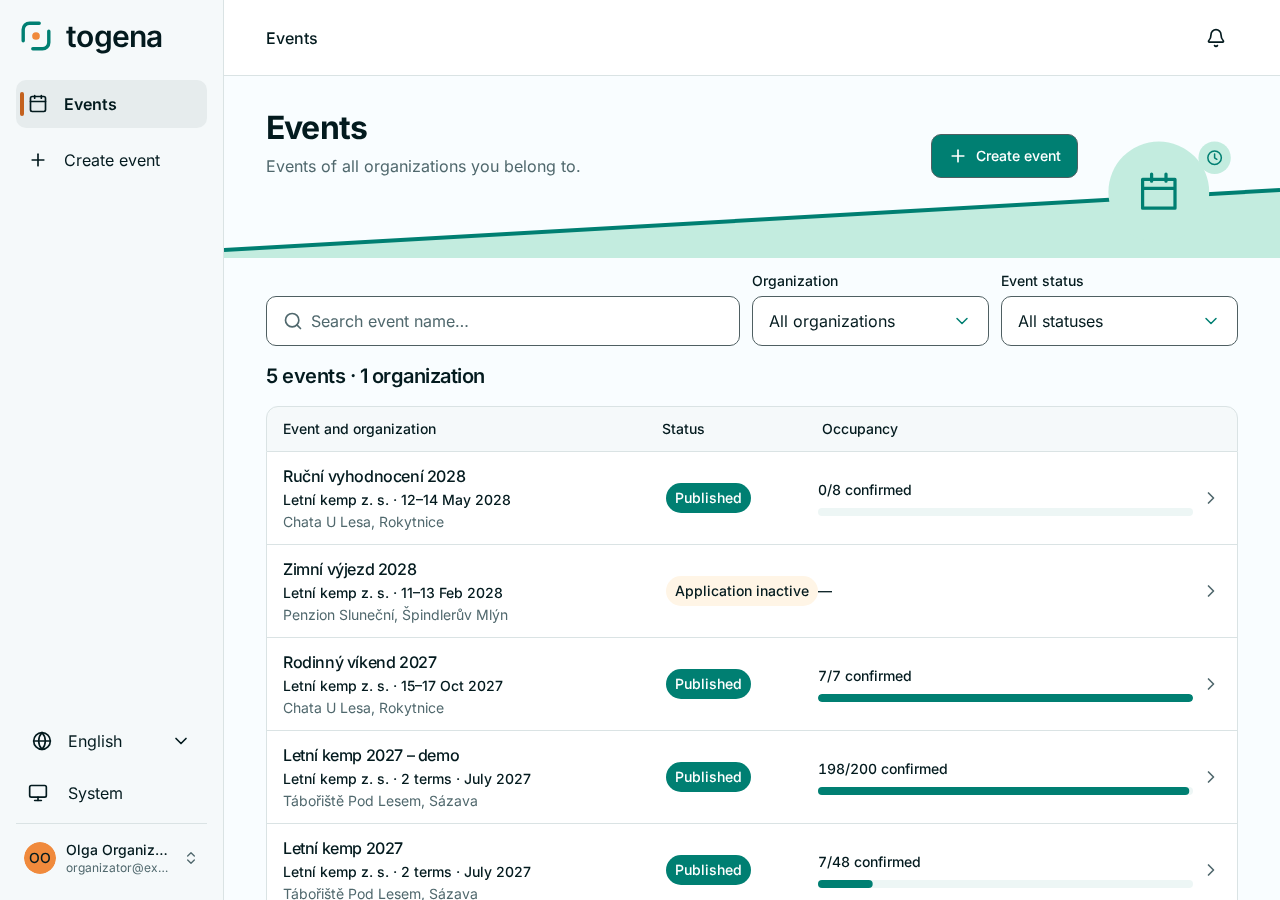 togena
Events
Create event
English
System
OO
Olga Organiz…
organizator@ex…
Events
Events
Events of all organizations you belong to.
Create event
Organization
Event status
Search event name…
All organizations
All statuses
5 events · 1 organization
Event and organization
Status
Occupancy
Ruční vyhodnocení 2028
Letní kemp z. s. · 12–14 May 2028
Chata U Lesa, Rokytnice
Published
0/8 confirmed
Zimní výjezd 2028
Letní kemp z. s. · 11–13 Feb 2028
Penzion Sluneční, Špindlerův Mlýn
Application inactive
—
Rodinný víkend 2027
Letní kemp z. s. · 15–17 Oct 2027
Chata U Lesa, Rokytnice
Published
7/7 confirmed
Letní kemp 2027 – demo
Letní kemp z. s. · 2 terms · July 2027
Tábořiště Pod Lesem, Sázava
Published
198/200 confirmed
Letní kemp 2027
Letní kemp z. s. · 2 terms · July 2027
Tábořiště Pod Lesem, Sázava
Published
7/48 confirmed